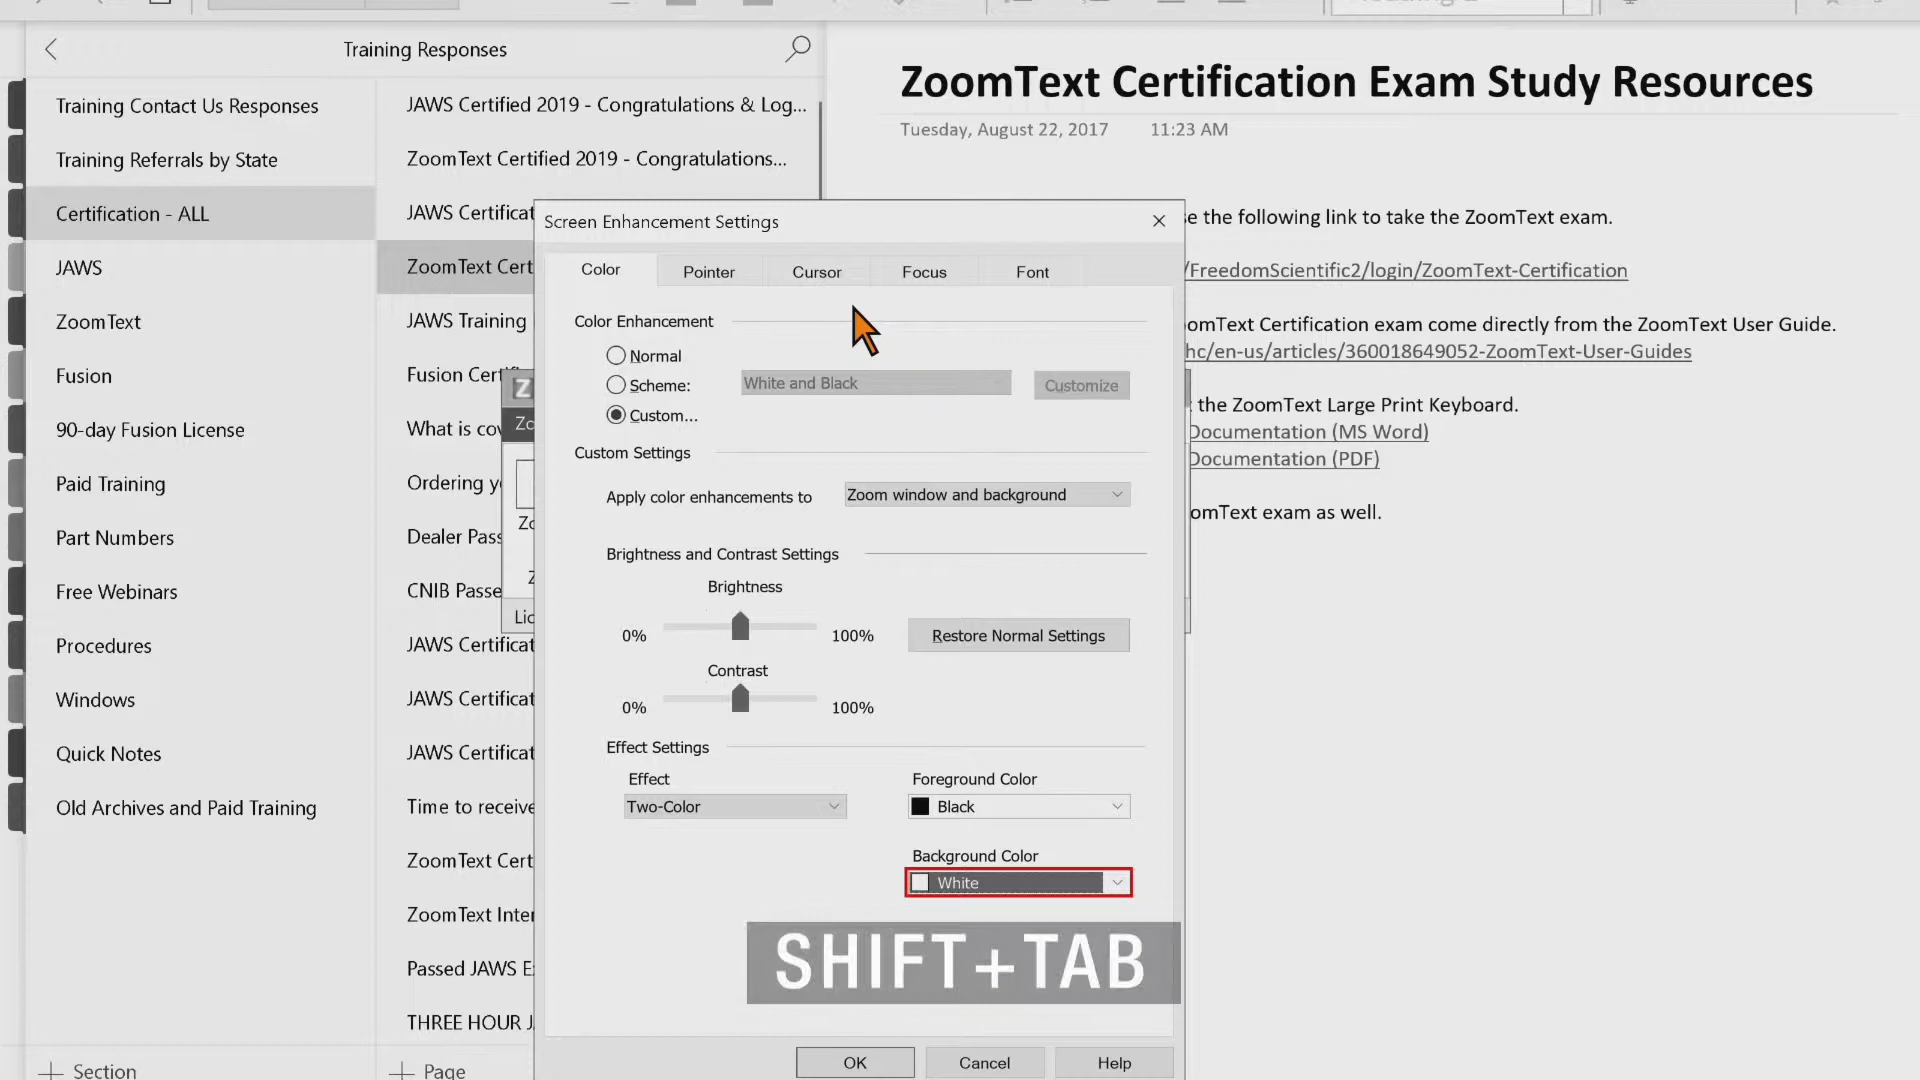 Training Responses
Training Contact Us Responses
Training Referrals by State
Certification - ALL
JAWS
ZoomText
Fusion
90-day Fusion License
Paid Training
Part Numbers
Free Webinars
Procedures
Windows
Quick Notes
Old Archives and Paid Training
Section
JAWS Certified 2019 - Congratulations & Log...
ZoomText Certified 2019 - Congratulations...
JAWS Certificat
ZoomText Cert
JAWS Training
Fusion Certi
What is co
Ordering y
Dealer Pass
CNIB Passe
JAWS Certificat
JAWS Certificat
JAWS Certificat
Time to receive
ZoomText Cert
ZoomText Inter
Passed JAWS E
THREE HOUR J
Page
ZoomText Certification Exam Study Resources
Tuesday, August 22, 2017 11:23 AM
se the following link to take the ZoomText exam.
/FreedomScientific2/login/ZoomText-Certification
oomText Certification exam come directly from the ZoomText User Guide.
hc/en-us/articles/360018649052-ZoomText-User-Guides
the ZoomText Large Print Keyboard.
Documentation (MS Word)
Documentation (PDF)
omText exam as well.
Z
Zo
Zo
Z
Lic
Screen Enhancement Settings
Color Pointer Cursor Focus Font
Color Enhancement
Normal
Scheme: White and Black Customize
Custom...
Custom Settings
Apply color enhancements to Zoom window and background
Brightness and Contrast Settings
Brightness
0% 100% Restore Normal Settings
Contrast
0% 100%
Effect Settings
Effect Foreground Color
Two-Color Black
Background Color
White
SHIFT+TAB
OK Cancel Help